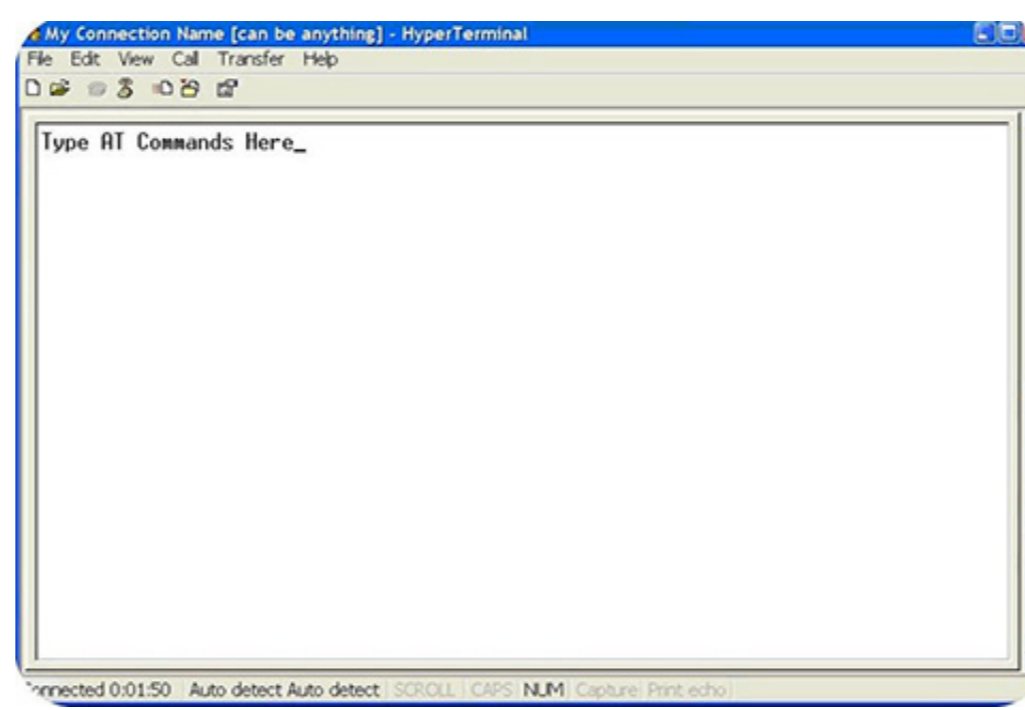 My Connection Name [can be anything] - HyperTerminal
File Edit View Call Transfer Help
Type AT Commands Here_
Connected 0:01:50 Auto detect Auto detect SCROLL CAPS NUM Capture Print echo